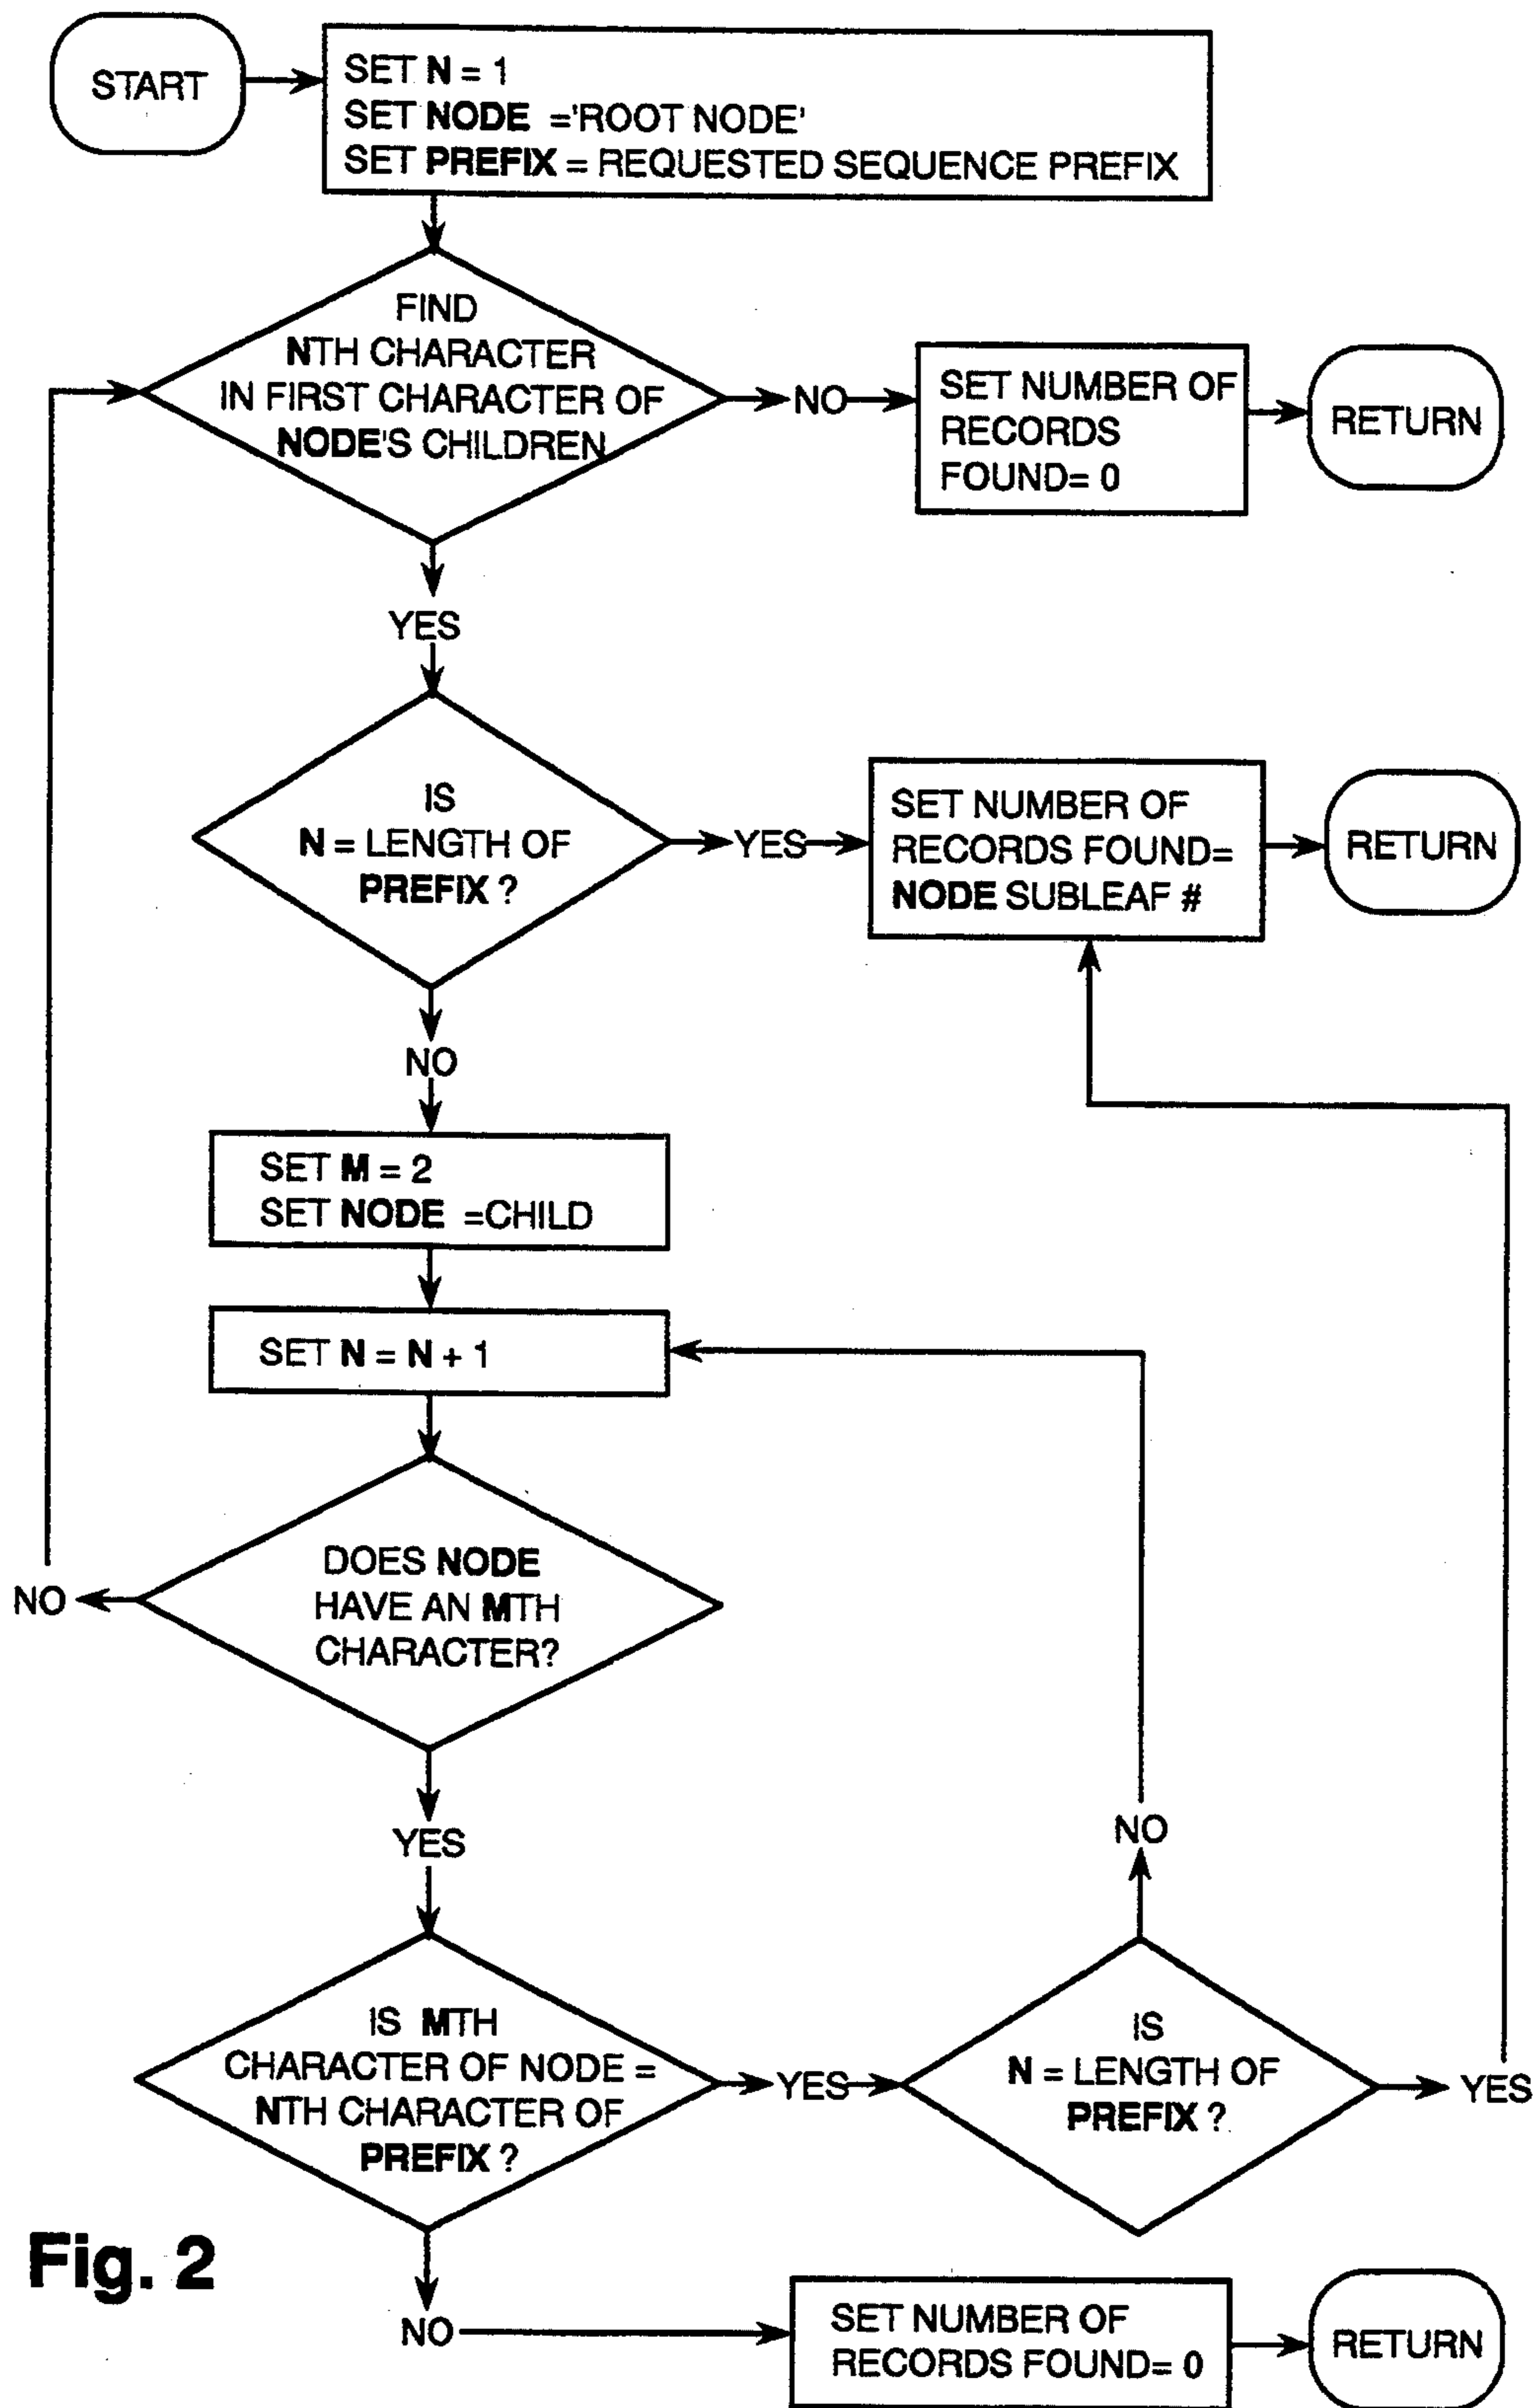 START
SET N = 1
SET NODE ='ROOT NODE'
SET PREFIX = REQUESTED SEQUENCE PREFIX
FIND
NTH CHARACTER
IN FIRST CHARACTER OF
NODE'S CHILDREN
NO
SET NUMBER OF
RECORDS
FOUND= 0
RETURN
YES
IS
N = LENGTH OF
PREFIX ?
YES
SET NUMBER OF
RECORDS FOUND=
NODE SUBLEAF #
RETURN
NO
SET M = 2
SET NODE =CHILD
SET N = N + 1
DOES NODE
HAVE AN MTH
CHARACTER?
NO
YES
IS MTH
CHARACTER OF NODE =
NTH CHARACTER OF
PREFIX ?
YES
NO
IS
N = LENGTH OF
PREFIX ?
YES
NO
SET NUMBER OF
RECORDS FOUND= 0
RETURN
Fig. 2